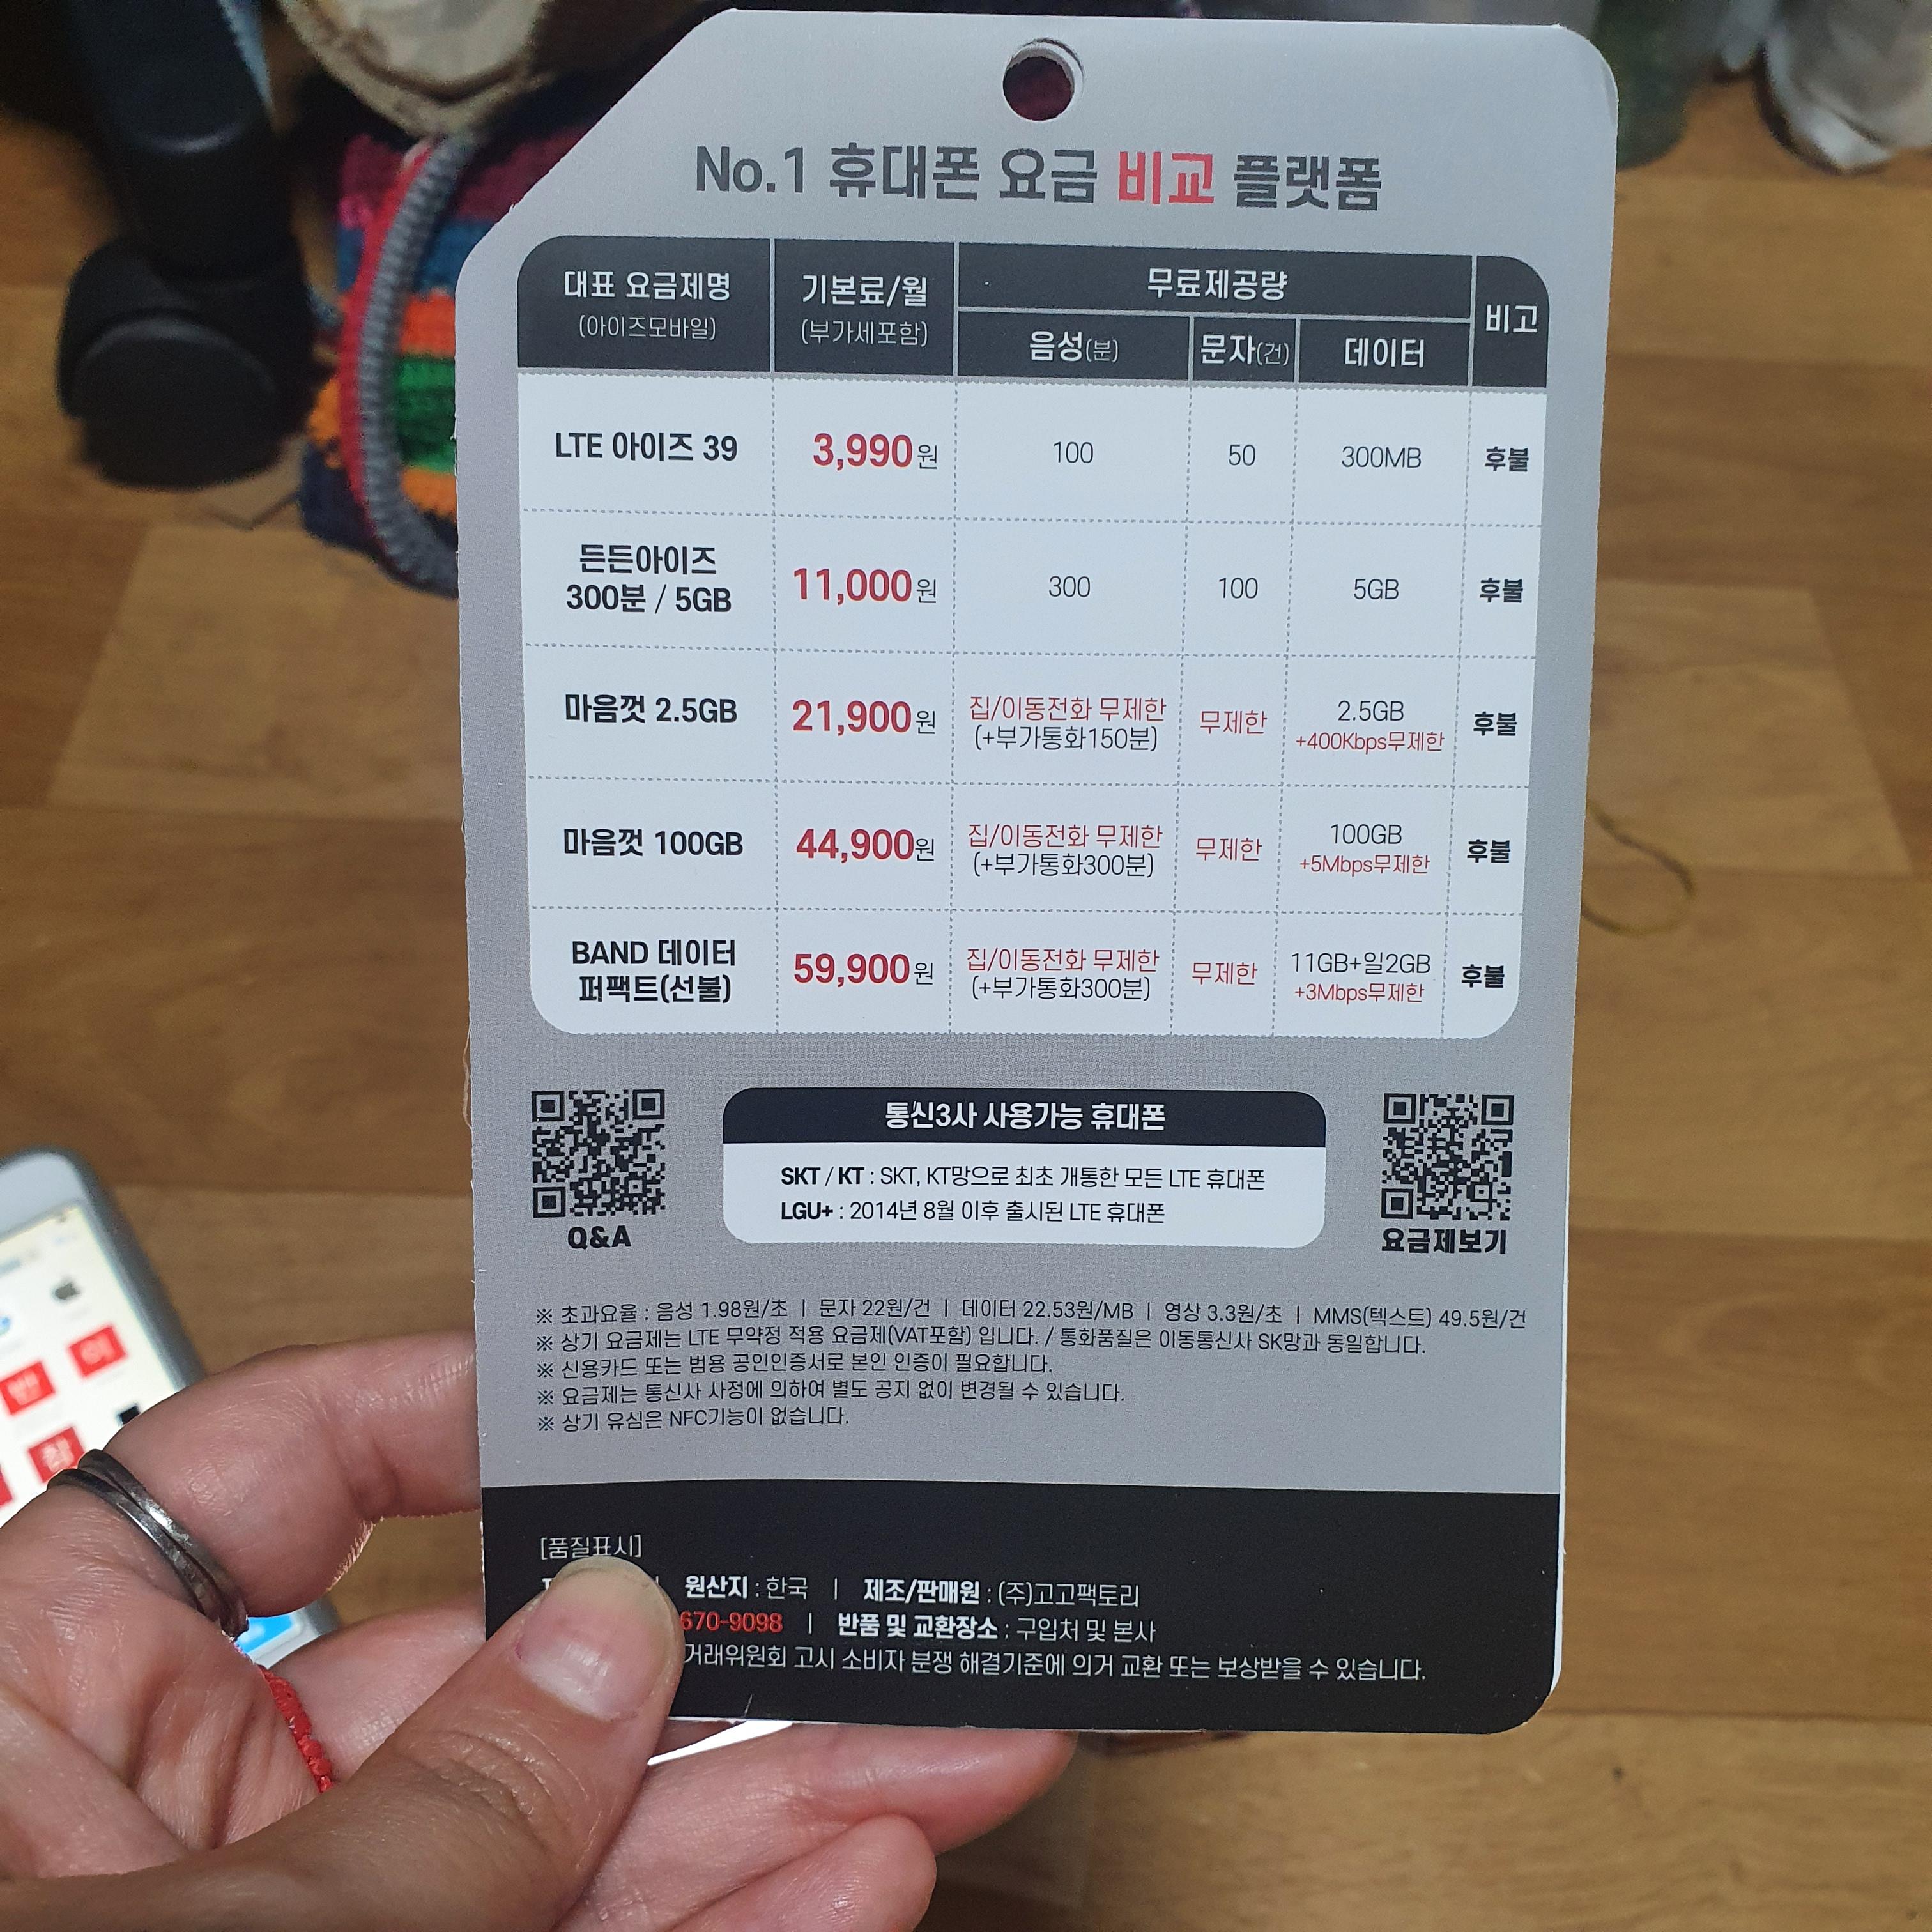 No.1 휴대폰 요금 비교 플랫폼
대표 요금제명
(아이즈모바일)
기본료/월
(부가세포함)
무료제공량
비고
음성(분)
문자(건)
데이터
LTE 아이즈 39
3,990원
100
50
300MB
후불
든든아이즈
300분 / 5GB
11,000원
300
100
5GB
후불
마음껏 2.5GB
21,900원
집/이동전화 무제한
(+부가통화150분)
무제한
2.5GB
+400Kbps무제한
후불
마음껏 100GB
44,900원
집/이동전화 무제한
(+부가통화300분)
무제한
100GB
+5Mbps무제한
후불
BAND 데이터
퍼팩트(선불)
59,900원
집/이동전화 무제한
(+부가통화300분)
무제한
11GB+일2GB
+3Mbps무제한
후불
Q&A
통신3사 사용가능 휴대폰
SKT / KT : SKT, KT망으로 최초 개통한 모든 LTE 휴대폰
LGU+ : 2014년 8월 이후 출시된 LTE 휴대폰
요금제보기
※ 초과요율 : 음성 1.98원/초 | 문자 22원/건 | 데이터 22.53원/MB | 영상 3.3원/초 | MMS(텍스트) 49.5원/건
※ 상기 요금제는 LTE 무약정 적용 요금제(VAT포함) 입니다. / 통화품질은 이동통신사 SK망과 동일합니다.
※ 신용카드 또는 범용 공인인증서로 본인 인증이 필요합니다.
※ 요금제는 통신사 사정에 의하여 별도 공지 없이 변경될 수 있습니다.
※ 상기 유심은 NFC기능이 없습니다.
[품질표시]
| 원산지 : 한국 | 제조/판매원 : (주)고고팩토리
670-9098 | 반품 및 교환장소 : 구입처 및 본사
거래위원회 고시 소비자 분쟁 해결기준에 의거 교환 또는 보상받을 수 있습니다.